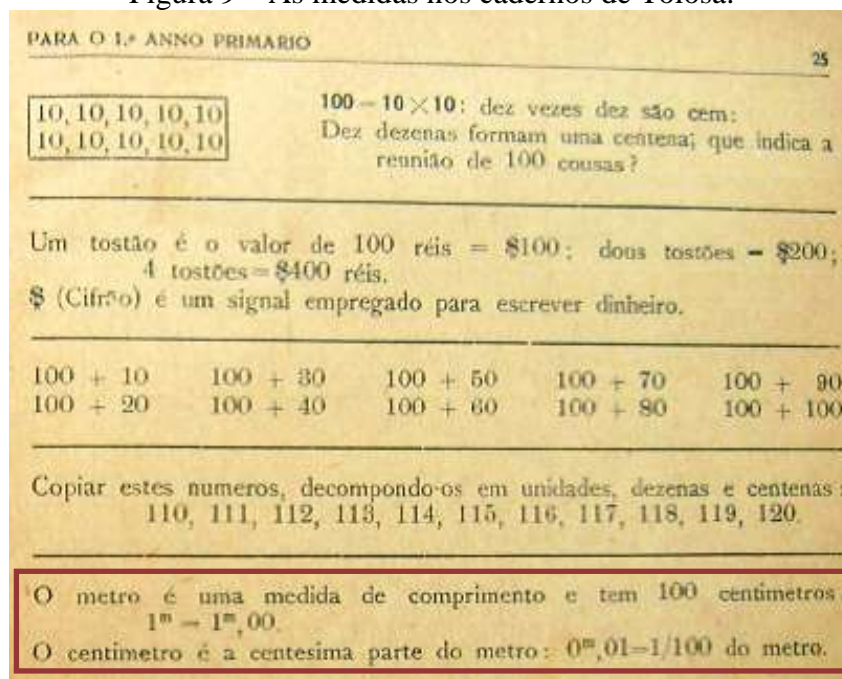 Figura 9 – As medidas nos cadernos de Tolosa.
PARA O 1.º ANNO PRIMARIO
25
10, 10, 10, 10, 10
10, 10, 10, 10, 10
100 = 10 × 10: dez vezes dez são cem:
Dez dezenas formam uma centena; que indica a
reunião de 100 cousas?
Um tostão é o valor de 100 réis = $100; dous tostões = $200;
4 tostões = $400 réis.
$ (Cifrão) é um signal empregado para escrever dinheiro.
100 + 10 100 + 30 100 + 50 100 + 70 100 + 90
100 + 20 100 + 40 100 + 60 100 + 80 100 + 100
Copiar estes numeros, decompondo-os em unidades, dezenas e centenas:
110, 111, 112, 113, 114, 115, 116, 117, 118, 119, 120.
O metro é uma medida de comprimento e tem 100 centimetros
1ᵐ = 1ᵐ,00.
O centimetro é a centesima parte do metro: 0ᵐ,01=1/100 do metro.